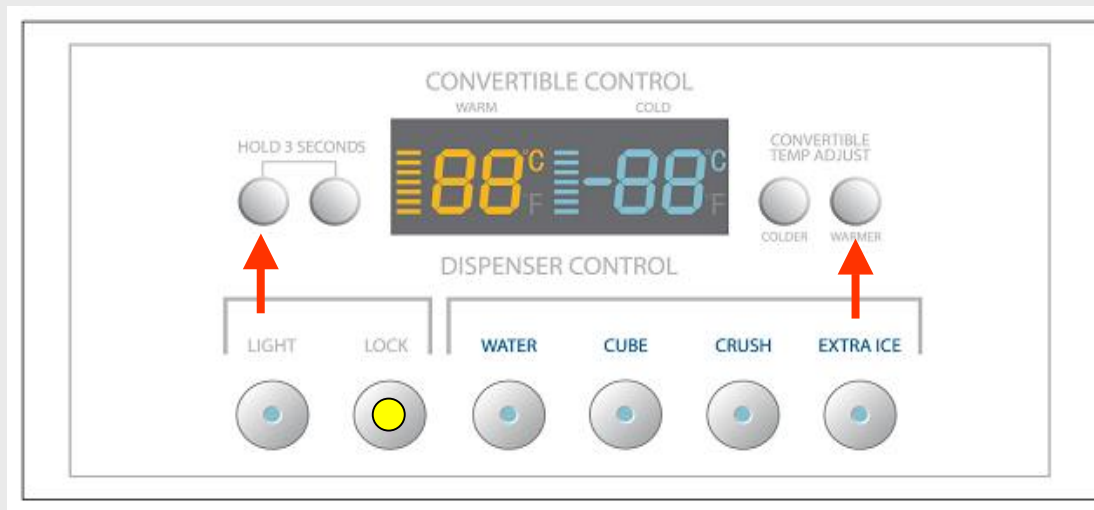 CONVERTIBLE CONTROL
WARM COLD
HOLD 3 SECONDS
88 °C °F -88 °C °F
CONVERTIBLE
TEMP ADJUST
COLDER WARMER
DISPENSER CONTROL
LIGHT LOCK WATER CUBE CRUSH EXTRA ICE